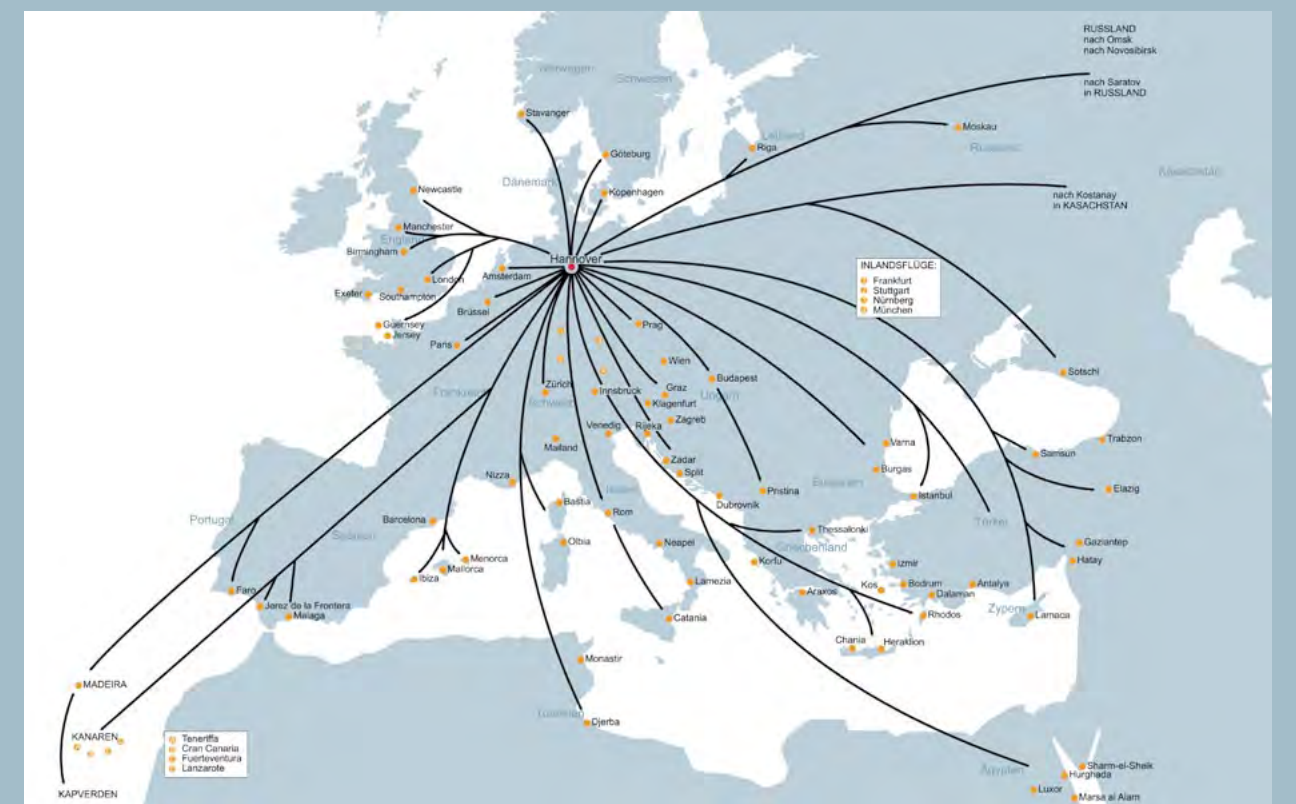 RUSSLAND
nach Omsk
nach Novosibirsk
nach Saratov
in RUSSLAND
Norwegen
Schweden
Stavanger
Moskau
Lettland
Riga
Russland
Göteburg
Kasachstan
Dänemark
Newcastle
Kopenhagen
nach Kostanay
in KASACHSTAN
Manchester
England
Birmingham
Hannover
INLANDSFLÜGE:
Frankfurt
Stuttgart
Nürnberg
München
Amsterdam
London
Exeter
Southampton
Brüssel
Guernsey
Jersey
Paris
Prag
Wien
Sotschi
Budapest
Zürich
Innsbruck
Graz
Ungarn
Frankreich
Schweiz
Klagenfurt
Zagreb
Venedig
Rijeka
Mailand
Varna
Trabzon
Samsun
Zadar
Split
Burgas
Nizza
Bulgarien
Pristina
Elazig
Italien
Istanbul
Bastia
Dubrovnik
Rom
Portugal
Barcelona
Türkei
Spanien
Thessaloniki
Olbia
Neapel
Griechenland
Gaziantep
Menorca
Korfu
Izmir
Hatay
Mallorca
Ibiza
Lamezia
Kos
Bodrum
Antalya
Faro
Araxos
Dalaman
Jerez de la Frontera
Malaga
Zypern
Catania
Rhodos
Larnaca
Chania
Heraklion
Monastir
MADEIRA
Tunesien
Djerba
KANAREN
Teneriffa
Cran Canaria
Fuerteventura
Lanzarote
Ägypten
Sharm-el-Sheik
Hurghada
Luxor
KAPVERDEN
Marsa al Alam